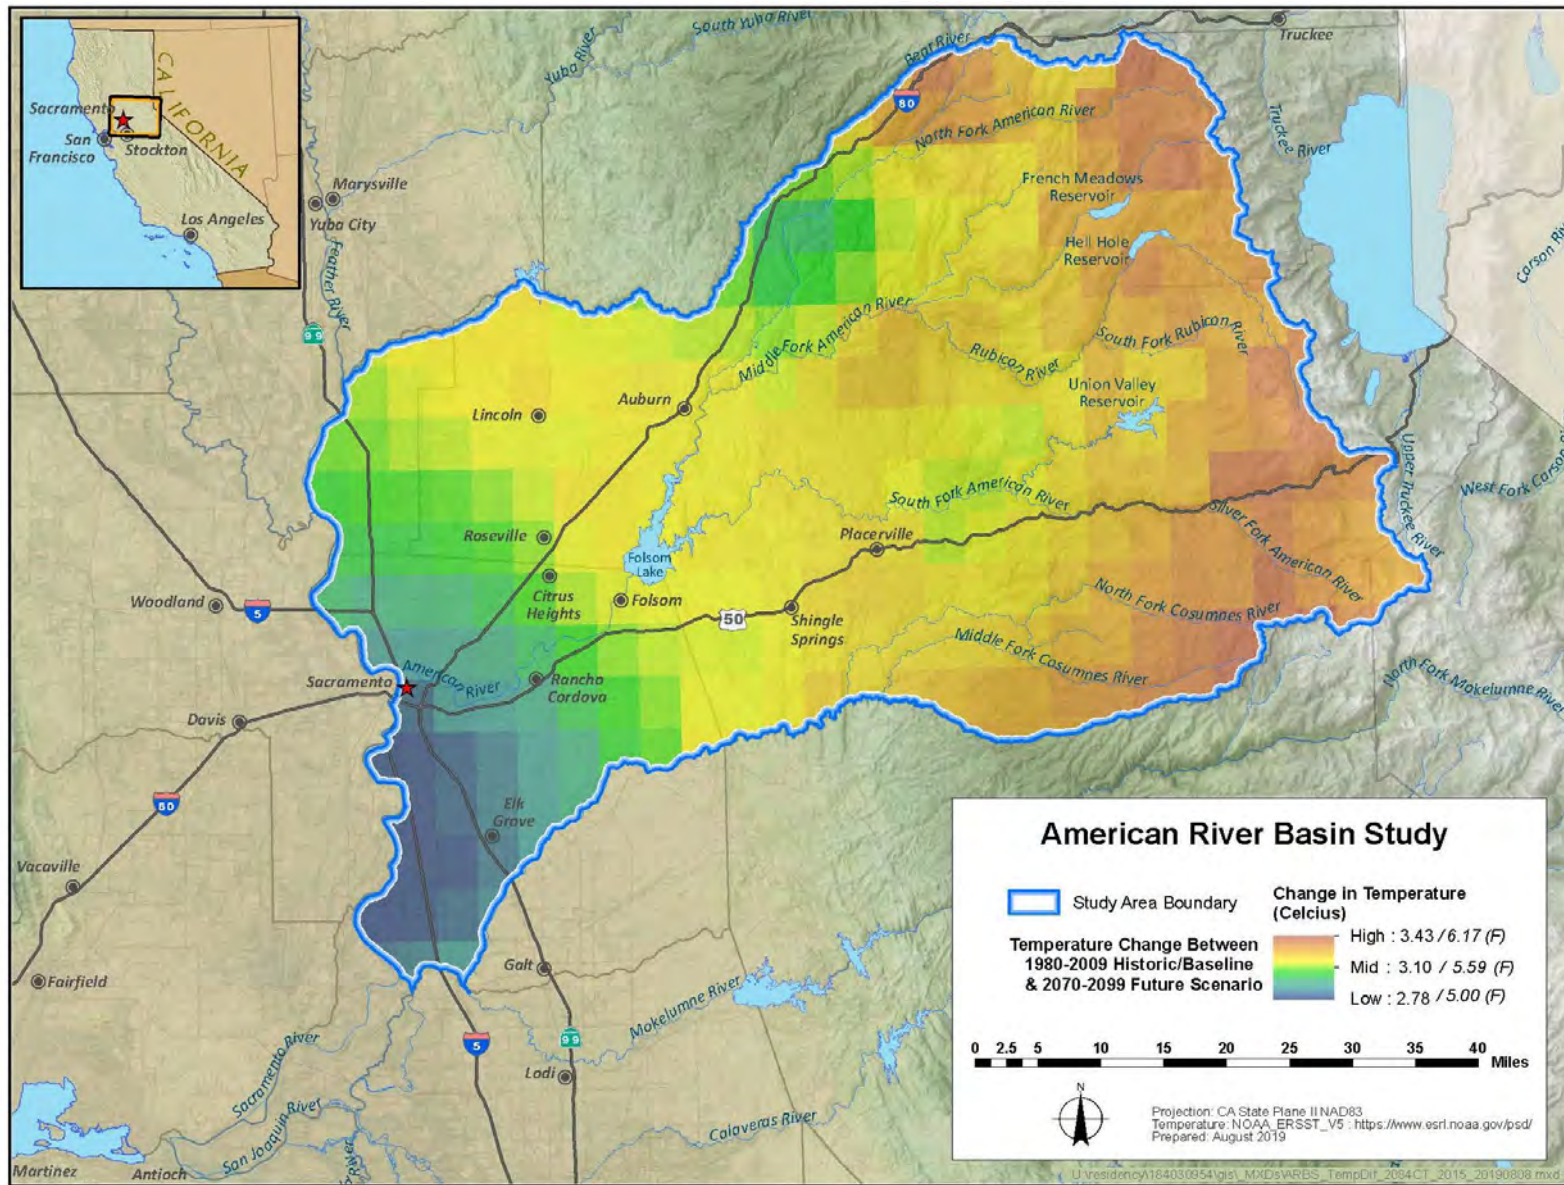 CALIFORNIA
Sacramento
San
Francisco
Stockton
Los Angeles
South Yuba River
Yuba River
Bear River
Truckee
80
North Fork American River
Truckee River
Marysville
Yuba City
Feather River
French Meadows
Reservoir
Hell Hole
Reservoir
99
Middle Fork American River
Rubicon River
South Fork Rubicon River
Union Valley
Reservoir
Lincoln
Auburn
Upper Truckee River
South Fork American River
Silver Fork American River
Roseville
Placerville
Folsom
Lake
Citrus
Heights
Folsom
Woodland
5
50
Shingle
Springs
North Fork Cosumnes River
Middle Fork Cosumnes River
American River
Sacramento
Rancho
Cordova
Davis
North Fork Mokelumne River
80
Elk
Grove
Vacaville
Fairfield
Galt
Mokelumne River
5
99
Lodi
Sacramento River
San Joaquin River
Calaveras River
Martinez
Antioch
American River Basin Study
Study Area Boundary
Temperature Change Between
1980-2009 Historic/Baseline
& 2070-2099 Future Scenario
Change in Temperature
(Celcius)
High : 3.43 / 6.17 (F)
Mid : 3.10 / 5.59 (F)
Low : 2.78 / 5.00 (F)
0 2.5 5 10 15 20 25 30 35 40 Miles
N
Projection: CA State Plane II NAD83
Temperature: NOAA_ERSST_V5 : https://www.esrl.noaa.gov/psd/
Prepared: August 2019